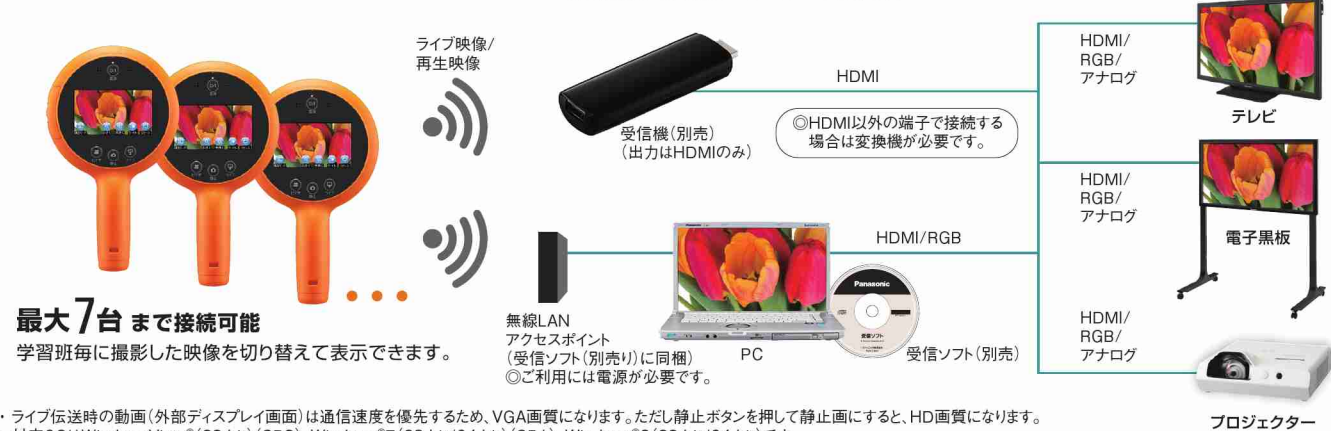 ライブ映像/
再生映像
HDMI
受信機(別売)
(出力はHDMIのみ)
◎HDMI以外の端子で接続する
場合は変換機が必要です。
HDMI/
RGB/
アナログ
テレビ
HDMI/
RGB/
アナログ
電子黒板
HDMI/RGB
Panasonic
Panasonic
受信ソフト
無線LAN
アクセスポイント
(受信ソフト(別売り)に同梱)
◎ご利用には電源が必要です。
PC
受信ソフト(別売)
HDMI/
RGB/
アナログ
プロジェクター
最大7台まで接続可能
学習班毎に撮影した映像を切り替えて表示できます。
・ライブ伝送時の動画(外部ディスプレイ画面)は通信速度を優先するため、VGA画質になります。ただし静止ボタンを押して静止画にすると、HD画質になります。